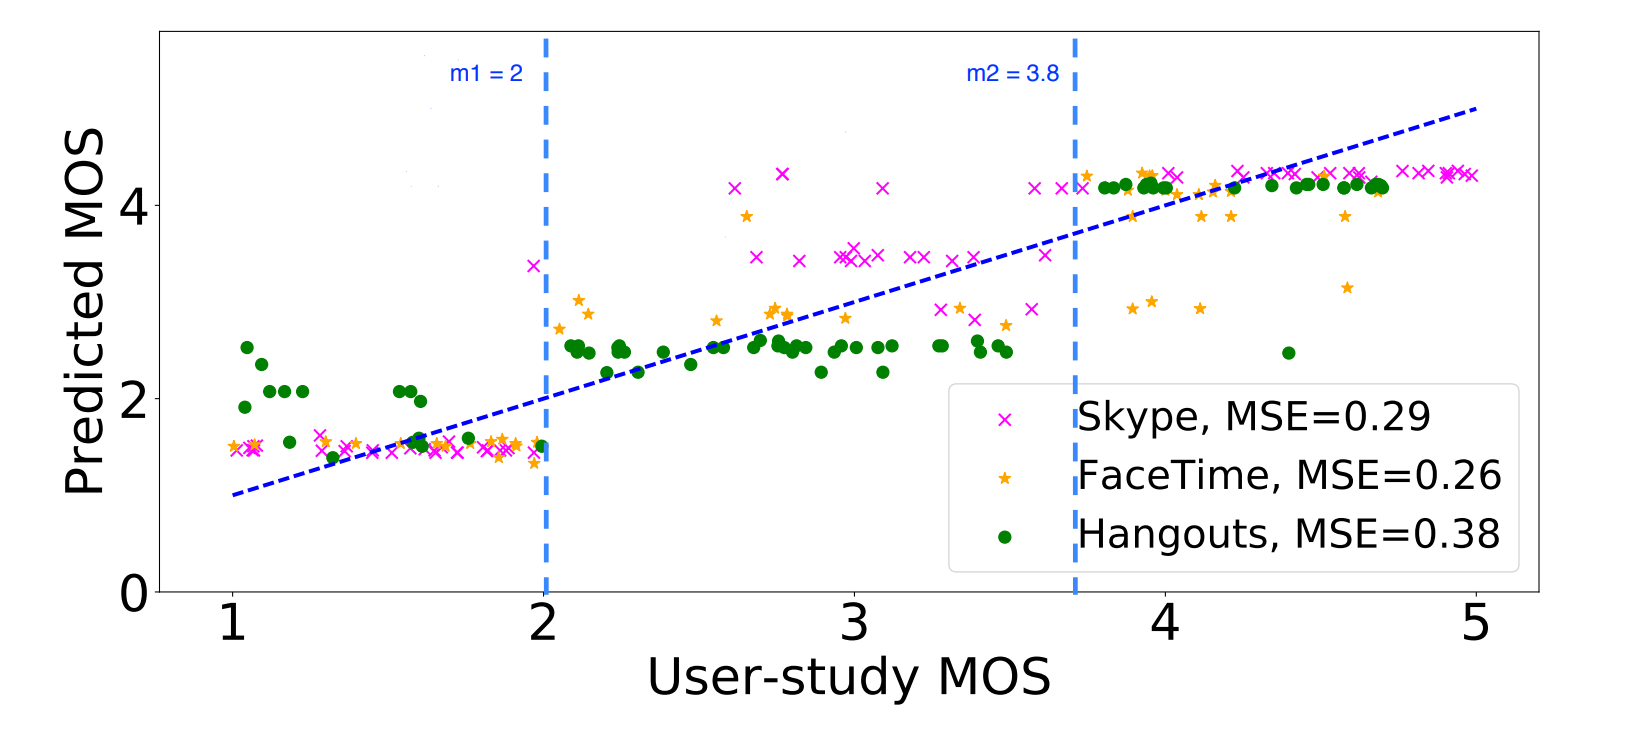 m1 = 2
m2 = 3.8
Predicted MOS
4
2
0
Skype, MSE=0.29
FaceTime, MSE=0.26
Hangouts, MSE=0.38
1 2 3 4 5
User-study MOS